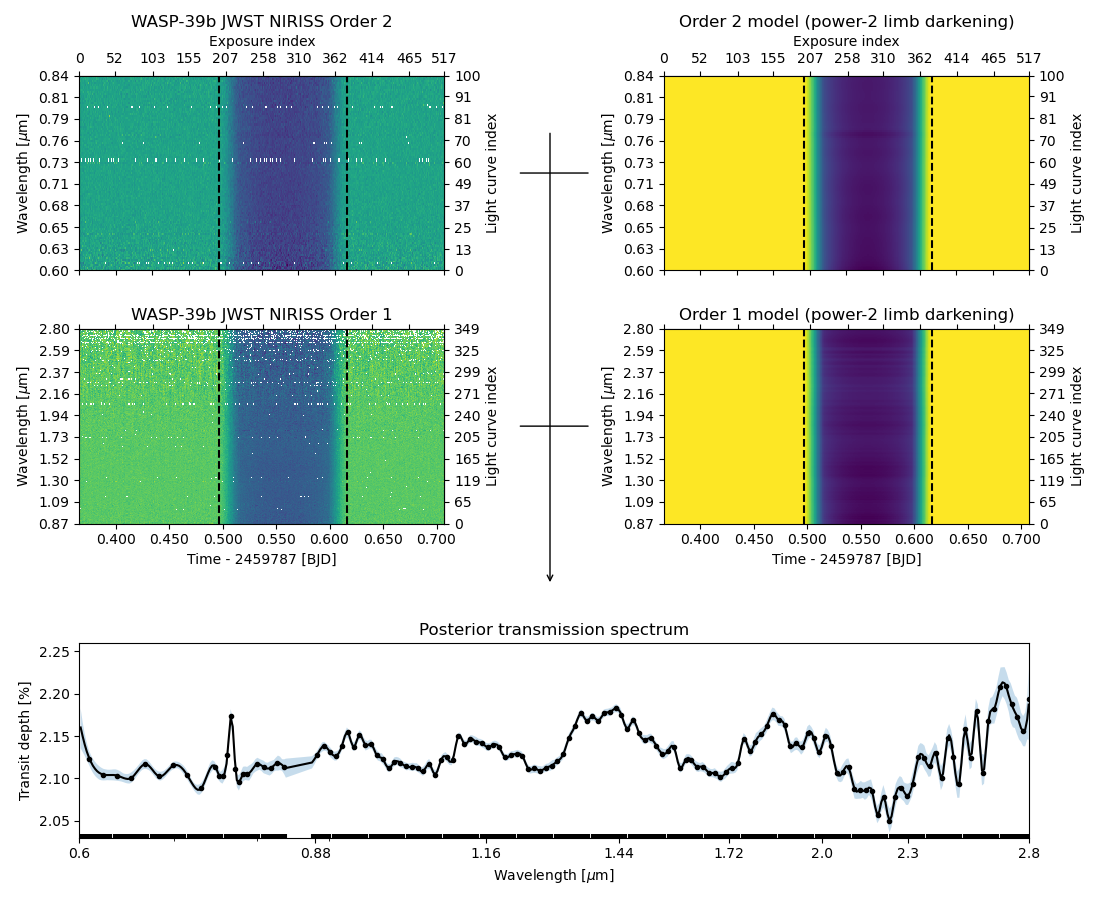 WASP-39b JWST NIRISS Order 2
Exposure index
0 52 103 155 207 258 310 362 414 465 517
0.84 100
0.81 91
0.79 81
0.76 70
0.73 60
0.71 49
0.68 37
0.65 25
0.63 13
0.60 0
Wavelength [μm]
Light curve index
Order 2 model (power-2 limb darkening)
Exposure index
0 52 103 155 207 258 310 362 414 465 517
0.84 100
0.81 91
0.79 81
0.76 70
0.73 60
0.71 49
0.68 37
0.65 25
0.63 13
0.60 0
Wavelength [μm]
Light curve index
WASP-39b JWST NIRISS Order 1
2.80 349
2.59 325
2.37 299
2.16 271
1.94 240
1.73 205
1.52 165
1.30 119
1.09 65
0.87 0
Wavelength [μm]
Light curve index
0.400 0.450 0.500 0.550 0.600 0.650 0.700
Time - 2459787 [BJD]
Order 1 model (power-2 limb darkening)
2.80 349
2.59 325
2.37 299
2.16 271
1.94 240
1.73 205
1.52 165
1.30 119
1.09 65
0.87 0
Wavelength [μm]
Light curve index
0.400 0.450 0.500 0.550 0.600 0.650 0.700
Time - 2459787 [BJD]
Posterior transmission spectrum
2.25
2.20
2.15
2.10
2.05
Transit depth [%]
0.6 0.88 1.16 1.44 1.72 2.0 2.3 2.8
Wavelength [μm]